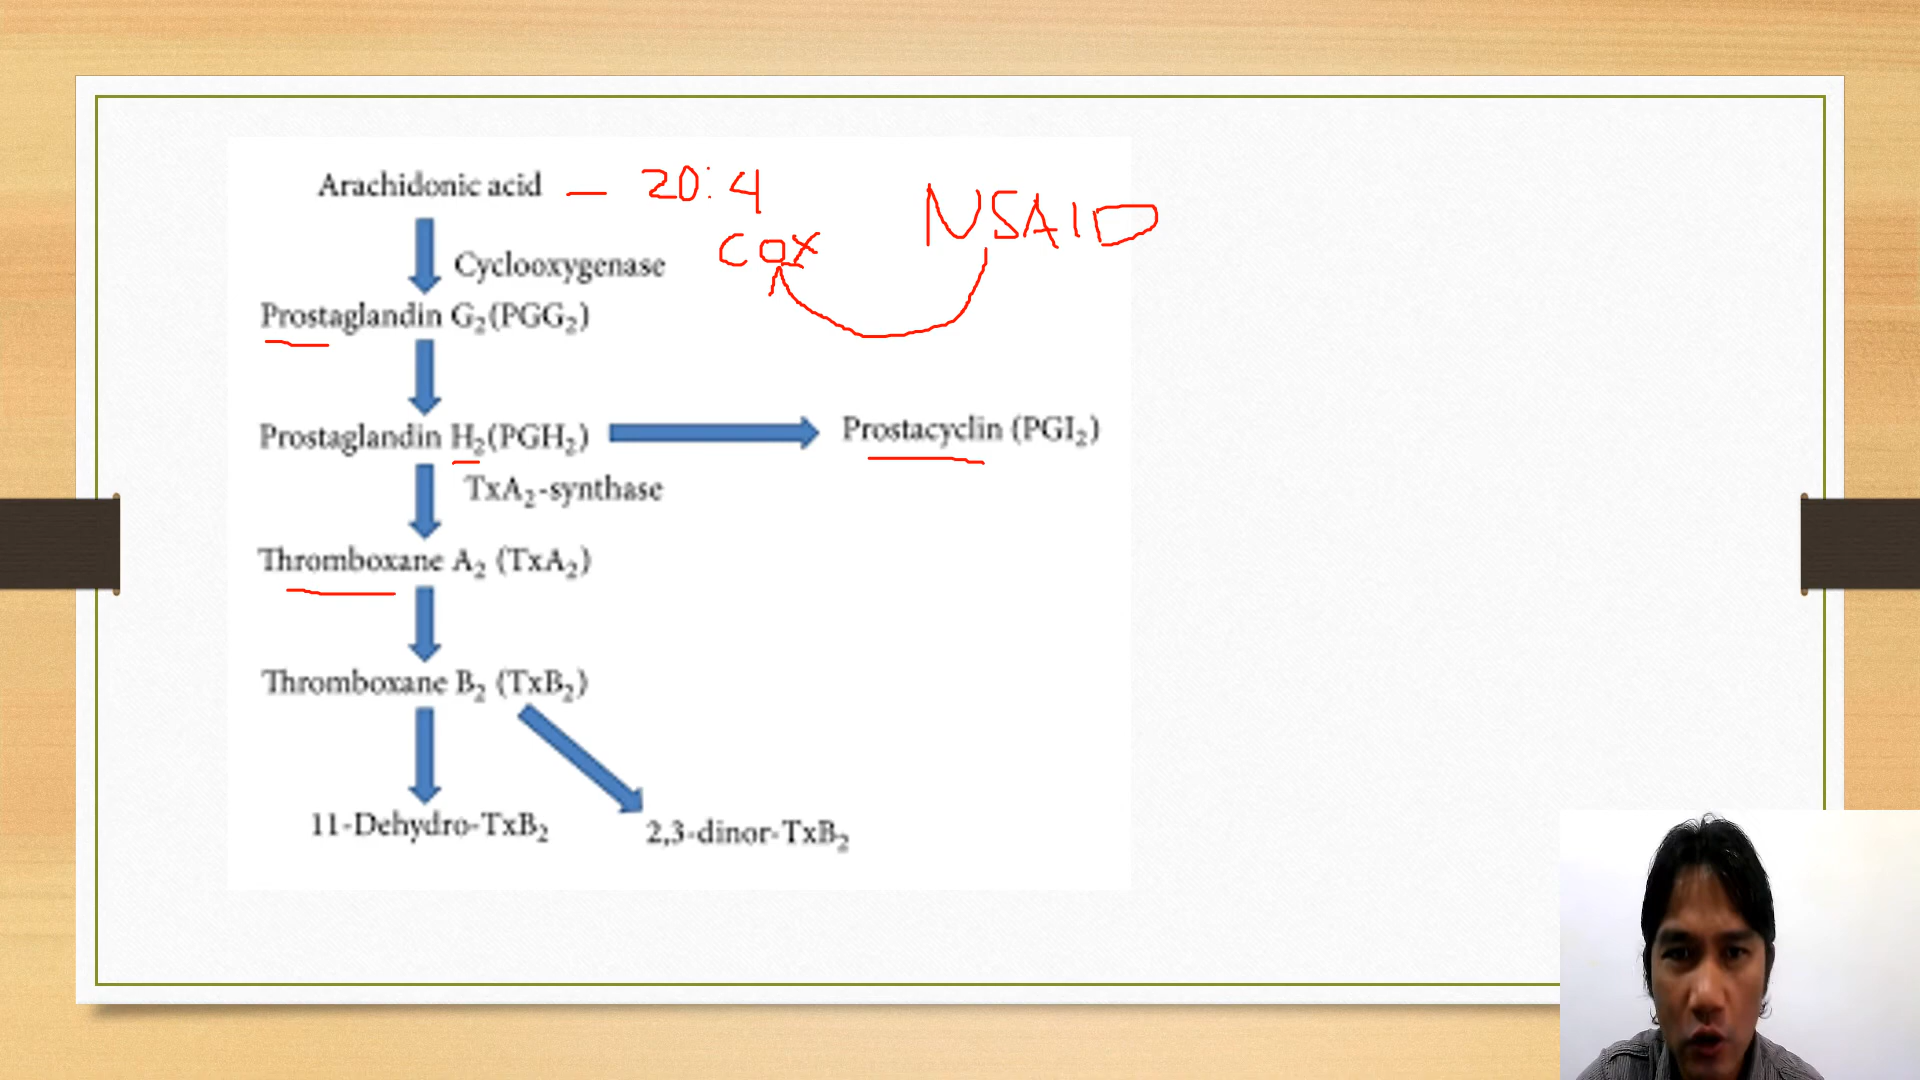 Arachidonic acid – 20:4
NSAID
COX
Cyclooxygenase
Prostaglandin G₂(PGG₂)
Prostaglandin H₂(PGH₂)
Prostacyclin (PGI₂)
TxA₂-synthase
Thromboxane A₂ (TxA₂)
Thromboxane B₂ (TxB₂)
11-Dehydro-TxB₂
2,3-dinor-TxB₂